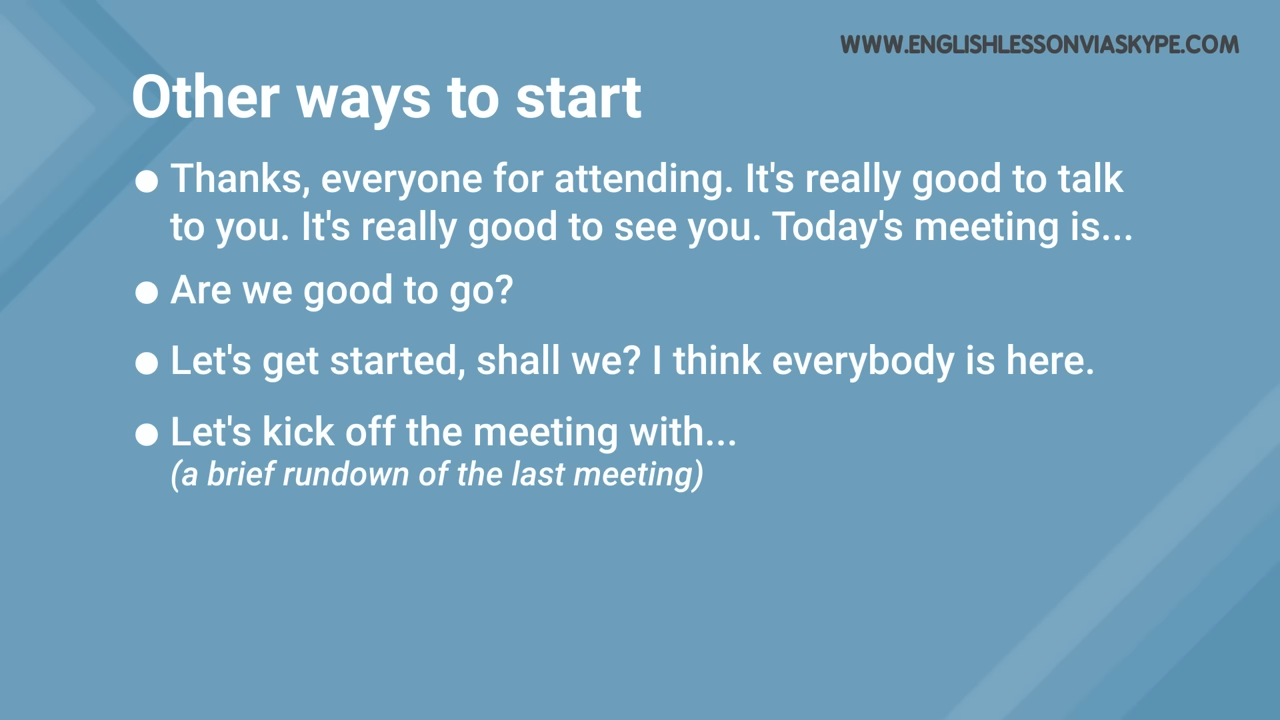 WWW.ENGLISHLESSONVIASKYPE.COM
Other ways to start
● Thanks, everyone for attending. It's really good to talk
to you. It's really good to see you. Today's meeting is...
● Are we good to go?
● Let's get started, shall we? I think everybody is here.
● Let's kick off the meeting with...
(a brief rundown of the last meeting)